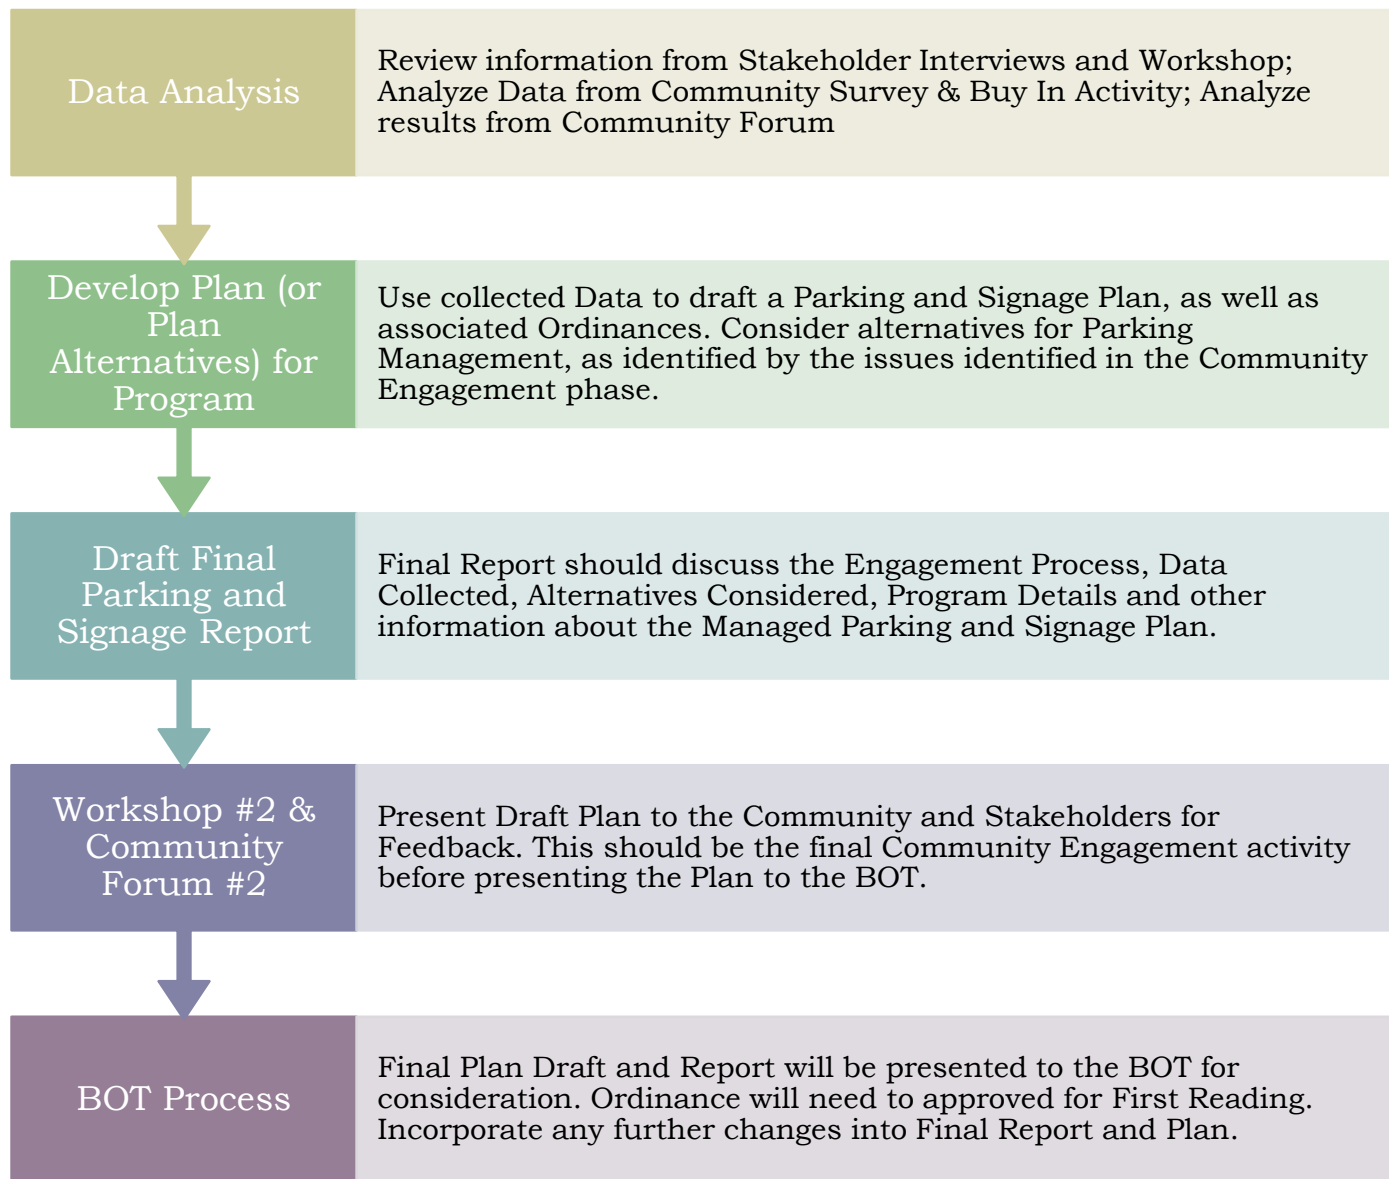 Data Analysis
Review information from Stakeholder Interviews and Workshop;
Analyze Data from Community Survey & Buy In Activity; Analyze
results from Community Forum
Develop Plan (or
Plan
Alternatives) for
Program
Use collected Data to draft a Parking and Signage Plan, as well as
associated Ordinances. Consider alternatives for Parking
Management, as identified by the issues identified in the Community
Engagement phase.
Draft Final
Parking and
Signage Report
Final Report should discuss the Engagement Process, Data
Collected, Alternatives Considered, Program Details and other
information about the Managed Parking and Signage Plan.
Workshop #2 &
Community
Forum #2
Present Draft Plan to the Community and Stakeholders for
Feedback. This should be the final Community Engagement activity
before presenting the Plan to the BOT.
BOT Process
Final Plan Draft and Report will be presented to the BOT for
consideration. Ordinance will need to approved for First Reading.
Incorporate any further changes into Final Report and Plan.